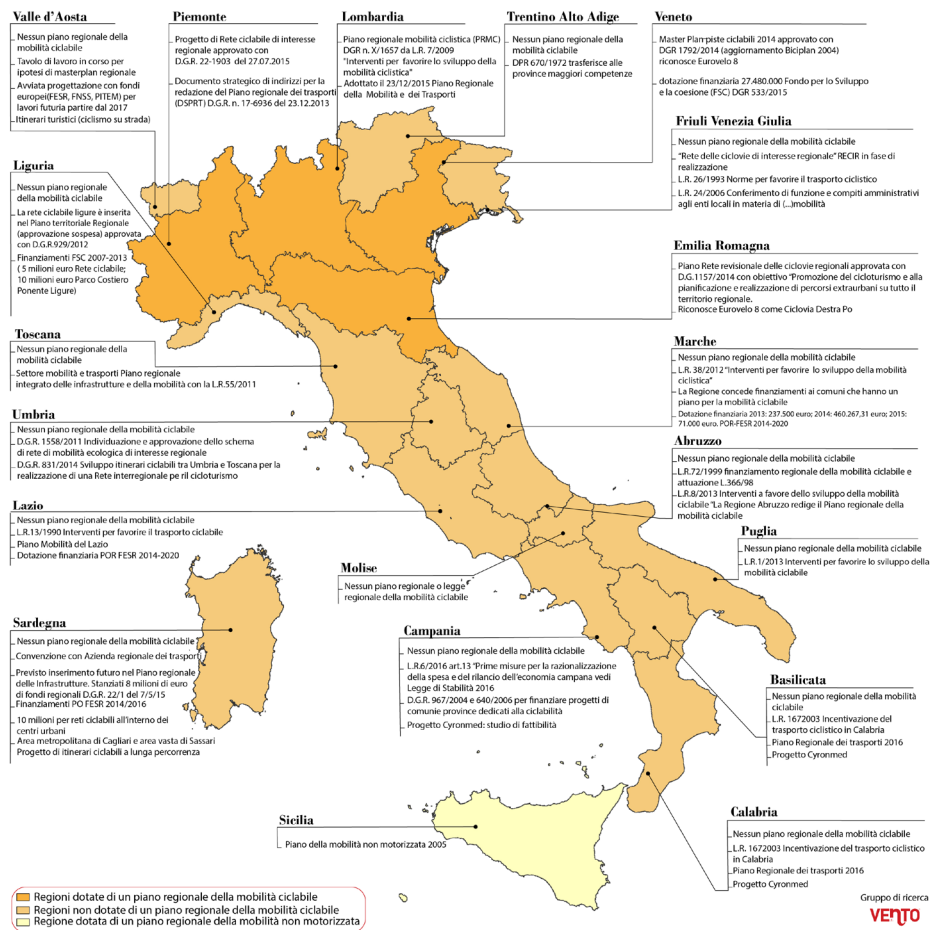 Valle d'Aosta
Nessun piano regionale della
mobilità ciclabile
Tavolo di lavoro in corso per
ipotesi di masterplan regionale
Avviata progettazione con fondi
europei(FESR, FNSS, PITEM) per
lavori futuria partire dal 2017
Itinerari turistici (ciclismo su strada)
Piemonte
Progetto di Rete ciclabile di interesse
regionale approvato con
D.G.R. 22-1903 del 27.07.2015
Documento strategico di indirizzi per la
redazione del Piano regionale dei trasporti
(DSPRT) D.G.R. n. 17-6936 del 23.12.2013
Lombardia
Piano regionale mobilità ciclistica (PRMC)
DGR n. X/1657 da L.R. 7/2009
"Interventi per favorire lo sviluppo della
mobilità ciclistica"
Adottato il 23/12/2015 Piano Regionale
della Mobilità e dei Trasporti
Trentino Alto Adige
Nessun piano regionale della
mobilità ciclabile
DPR 670/1972 trasferisce alle
province maggiori competenze
Veneto
Master Plan-piste ciclabili 2014 approvato con
DGR 1792/2014 (aggiornamento Biciplan 2004)
riconosce Eurovelo 8
dotazione finanziaria 27.480.000 Fondo per lo Sviluppo
e la coesione (FSC) DGR 533/2015
Friuli Venezia Giulia
Nessun piano regionale della mobilità ciclabile
"Rete delle ciclovie di interesse regionale" RECIR in fase di
realizzazione
L.R. 26/1993 Norme per favorire il trasporto ciclistico
L.R. 24/2006 Conferimento di funzione e compiti amministrativi
agli enti locali in materia di (...)mobilità
Liguria
Nessun piano regionale
della mobilità ciclabile
La rete ciclabile ligure è inserita
nel Piano territoriale Regionale
(approvazione sospesa) approvata
con D.G.R.929/2012
Finanziamenti FSC 2007-2013
( 5 milioni euro Rete ciclabile;
10 milioni euro Parco Costiero
Ponente Ligure)
Emilia Romagna
Piano Rete revisionale delle ciclovie regionali approvata con
D.G.1157/2014 con obiettivo "Promozione del cicloturismo e alla
pianificazione e realizzazione di percorsi extraurbani su tutto il
territorio regionale.
Riconosce Eurovelo 8 come Ciclovia Destra Po
Toscana
Nessun piano regionale della
mobilità ciclabile
Settore mobilità e trasporti Piano regionale
integrato delle infrastrutture e della mobilità con la L.R.55/2011
Marche
Nessun piano regionale della mobilità ciclabile
L.R. 38/2012 "Interventi per favorire lo sviluppo della mobilità
ciclistica"
La Regione concede finanziamenti ai comuni che hanno un
piano per la mobilità ciclabile
Dotazione finanziaria 2013: 237.500 euro; 2014: 460.267,31 euro; 2015:
71.000 euro. POR-FESR 2014-2020
Umbria
Nessun piano regionale della mobilità ciclabile
D.G.R. 1558/2011 Individuazione e approvazione dello schema
di rete di mobilità ecologica di interesse regionale
D.G.R. 831/2014 Sviluppo itinerari ciclabili tra Umbria e Toscana per la
realizzazione di una Rete interregionale pe ril cicloturismo
Abruzzo
Nessun piano regionale della mobilità ciclabile
L.R.72/1999 finanziamento regionale della mobilità ciclabile e
attuazione L.366/98
L.R.8/2013 Interventi a favore dello sviluppo della mobilità
ciclabile "La Regione Abruzzo redige il Piano regionale della
mobilità ciclabile
Lazio
Nessun piano regionale della mobilità ciclabile
L.R.13/1990 Interventi per favorire il trasporto ciclabile
Piano Mobilità del Lazio
Dotazione finanziaria POR FESR 2014-2020
Puglia
Nessun piano regionale della mobilità ciclabile
L.R.1/2013 Interventi per favorire lo sviluppo della
mobilità ciclabile
Molise
Nessun piano regionale o legge
regionale della mobilità ciclabile
Sardegna
Nessun piano regionale della mobilità ciclabile
Convenzione con Azienda regionale dei trasporti
Previsto inserimento futuro nel Piano regionale
delle Infrastrutture. Stanziati 8 milioni di euro
di fondi regionali D.G.R. 22/1 del 7/5/15
Finanziamenti PO FESR 2014/2016
10 milioni per reti ciclabili all'interno dei
centri urbani
Area metropolitana di Cagliari e area vasta di Sassari
Progetto di itinerari ciclabili a lunga percorrenza
Campania
Nessun piano regionale della mobilità ciclabile
L.R.6/2016 art.13 "Prime misure per la razionalizzazione
della spesa e del rilancio dell'economia campana vedi
Legge di Stabilità 2016
D.G.R. 967/2004 e 640/2006 per finanziare progetti di
comunie province dedicati alla ciclabilità
Progetto Cyronmed: studio di fattibilità
Basilicata
Nessun piano regionale della mobilità
ciclabile
L.R. 1672003 Incentivazione del
trasporto ciclistico in Calabria
Piano Regionale dei trasporti 2016
Progetto Cyronmed
Sicilia
Piano della mobilità non motorizzata 2005
Calabria
Nessun piano regionale della mobilità ciclabile
L.R. 1672003 Incentivazione del trasporto ciclistico
in Calabria
Piano Regionale dei trasporti 2016
Progetto Cyronmed
Regioni dotate di un piano regionale della mobilità ciclabile
Regioni non dotate di un piano regionale della mobilità ciclabile
Regione dotata di un piano regionale della mobilità non motorizzata
Gruppo di ricerca
VENTO